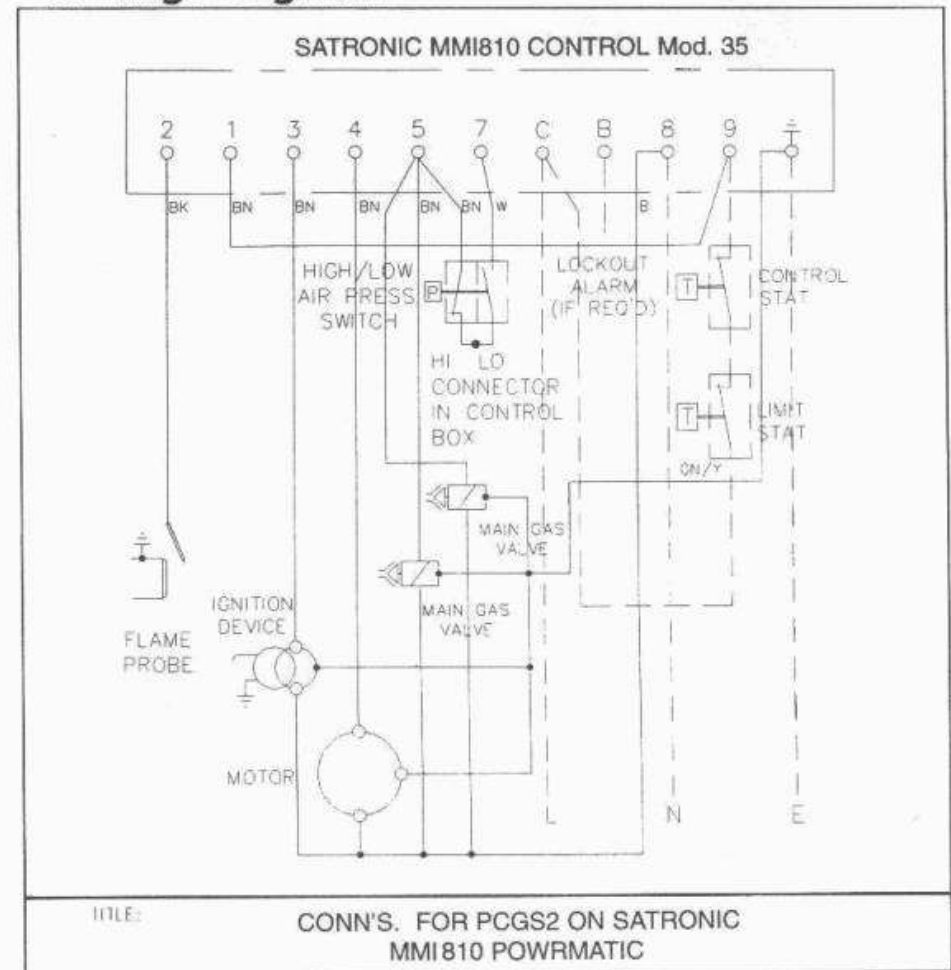 SATRONIC MMI810 CONTROL Mod. 35
2 1 3 4 5 7 C B 8 9
BK BN BN BN BN BN W B
HIGH/LOW
AIR PRESS
SWITCH
P
LOCKOUT
ALARM
(IF REQ'D)
T
CONTROL
STAT
HI LO
CONNECTOR
IN CONTROL
BOX
T
LIMIT
STAT
GN/Y
MAIN GAS
VALVE
MAIN GAS
VALVE
IGNITION
DEVICE
FLAME
PROBE
MOTOR
L N E
TITLE:
CONN'S. FOR PCGS2 ON SATRONIC
MMI810 POWRMATIC